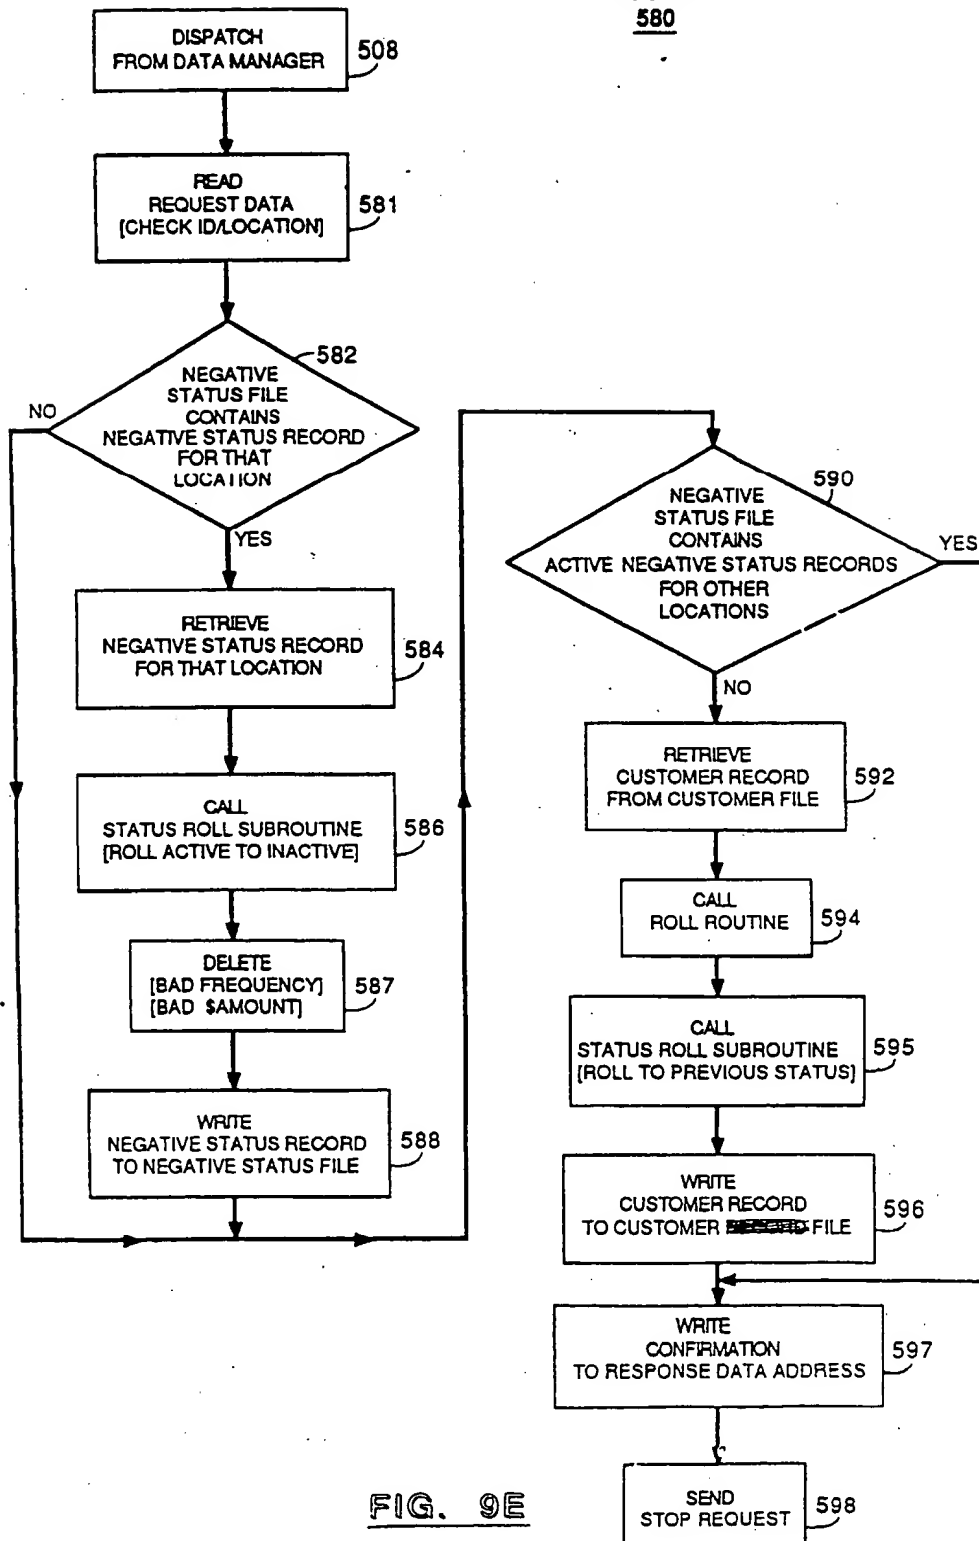 580
DISPATCH
FROM DATA MANAGER
508
READ
REQUEST DATA
[CHECK ID/LOCATION]
581
582
NEGATIVE
STATUS FILE
CONTAINS
NEGATIVE STATUS RECORD
FOR THAT
LOCATION
NO
YES
RETRIEVE
NEGATIVE STATUS RECORD
FOR THAT LOCATION
584
CALL
STATUS ROLL SUBROUTINE
[ROLL ACTIVE TO INACTIVE]
586
DELETE
[BAD FREQUENCY]
[BAD $AMOUNT]
587
WRITE
NEGATIVE STATUS RECORD
TO NEGATIVE STATUS FILE
588
590
NEGATIVE
STATUS FILE
CONTAINS
ACTIVE NEGATIVE STATUS RECORDS
FOR OTHER
LOCATIONS
YES
NO
RETRIEVE
CUSTOMER RECORD
FROM CUSTOMER FILE
592
CALL
ROLL ROUTINE
594
CALL
STATUS ROLL SUBROUTINE
[ROLL TO PREVIOUS STATUS]
595
WRITE
CUSTOMER RECORD
TO CUSTOMER FILE
596
WRITE
CONFIRMATION
TO RESPONSE DATA ADDRESS
597
SEND
STOP REQUEST
598
FIG. 9E